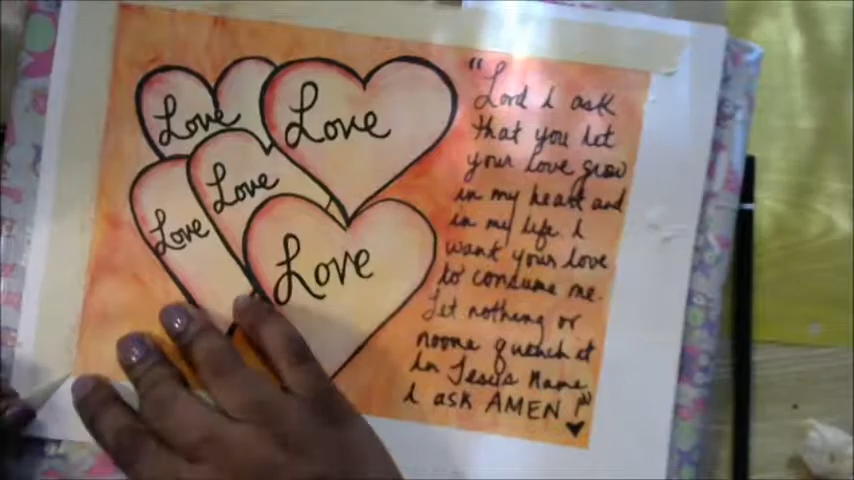 Love
Love
Love
Love
Love
"Lord i ask
that you let
your love grow
in my heart and
in my life. I
want your love
to consume me.
Let nothing or
noone quench it
in Jesus Name
i ask AMEN !"